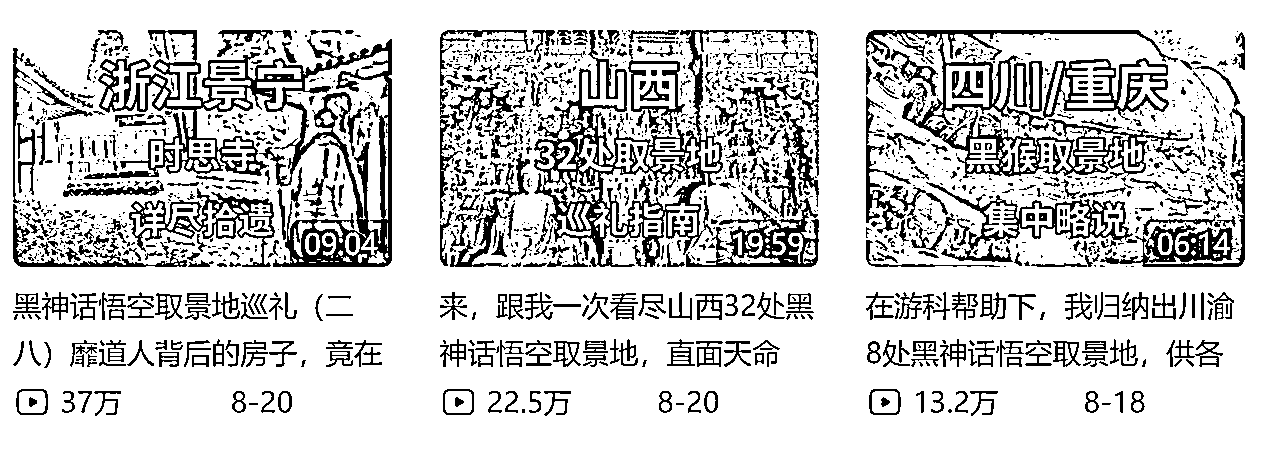 浙江景宁
时思寺
详尽拾遗
09:04
黑神话悟空取景地巡礼（二
八）靡道人背后的房子，竟在
37万 8-20
山西
32处取景地
巡礼指南
19:59
来，跟我一次看尽山西32处黑
神话悟空取景地，直面天命
22.5万 8-20
四川/重庆
黑猴取景地
集中略说
06:14
在游科帮助下，我归纳出川渝
8处黑神话悟空取景地，供各
13.2万 8-18